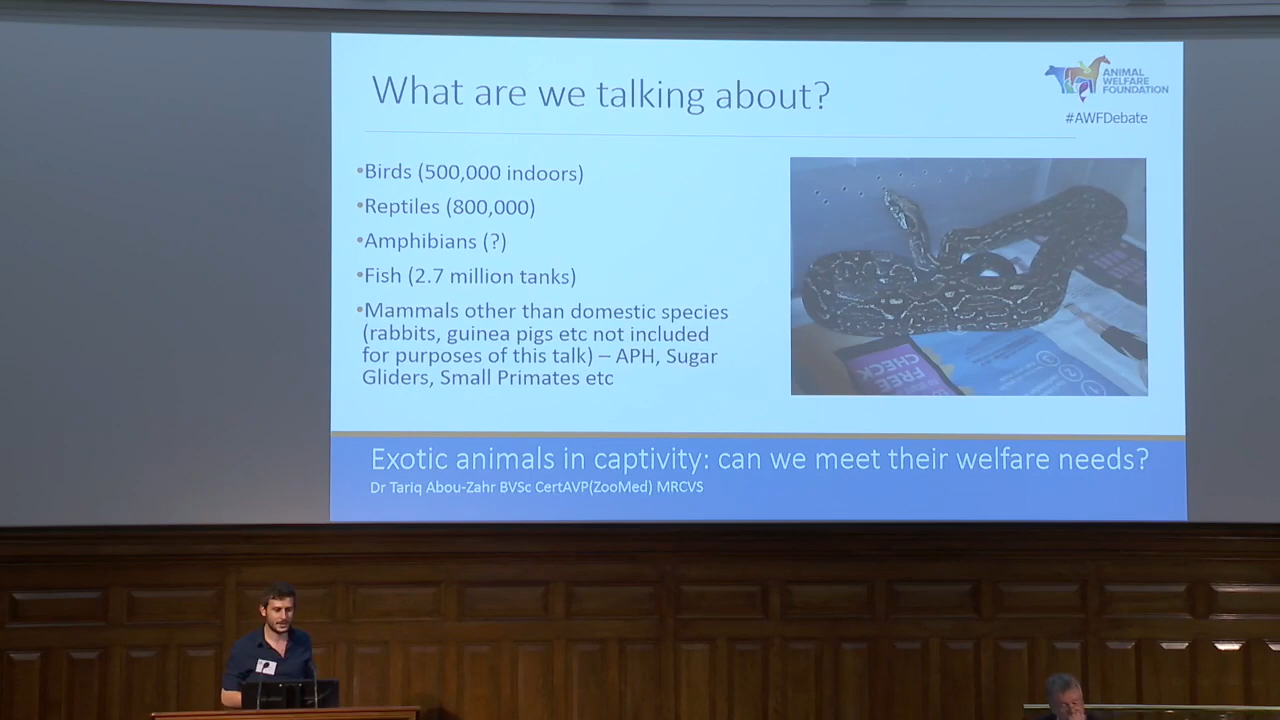 What are we talking about?
ANIMAL
WELFARE
FOUNDATION
#AWFDebate
•Birds (500,000 indoors)
•Reptiles (800,000)
•Amphibians (?)
•Fish (2.7 million tanks)
•Mammals other than domestic species
(rabbits, guinea pigs etc not included
for purposes of this talk) – APH, Sugar
Gliders, Small Primates etc
FREE
CHECK
Exotic animals in captivity: can we meet their welfare needs?
Dr Tariq Abou-Zahr BVSc CertAVP(ZooMed) MRCVS